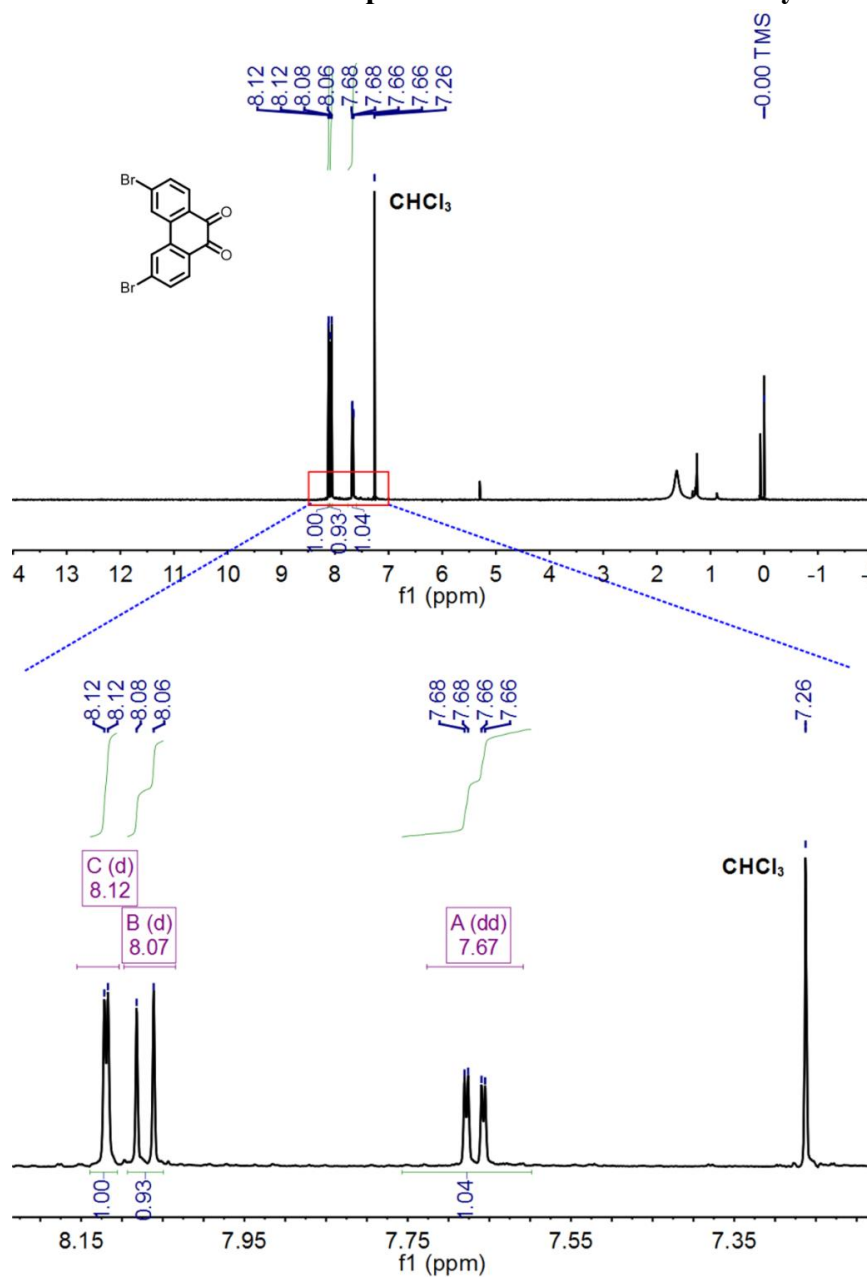 8.12
8.12
8.08
8.06
7.68
7.68
7.66
7.66
7.26
-0.00 TMS
Br
O
O
Br
CHCl₃
1.00
0.93
1.04
4 13 12 11 10 9 8 7 6 5 4 3 2 1 0 -1 -
f1 (ppm)
8.12
8.12
8.08
8.06
7.68
7.68
7.66
7.66
7.26
C (d)
8.12
B (d)
8.07
A (dd)
7.67
CHCl₃
1.00
0.93
1.04
8.15 7.95 7.75 7.55 7.35
f1 (ppm)